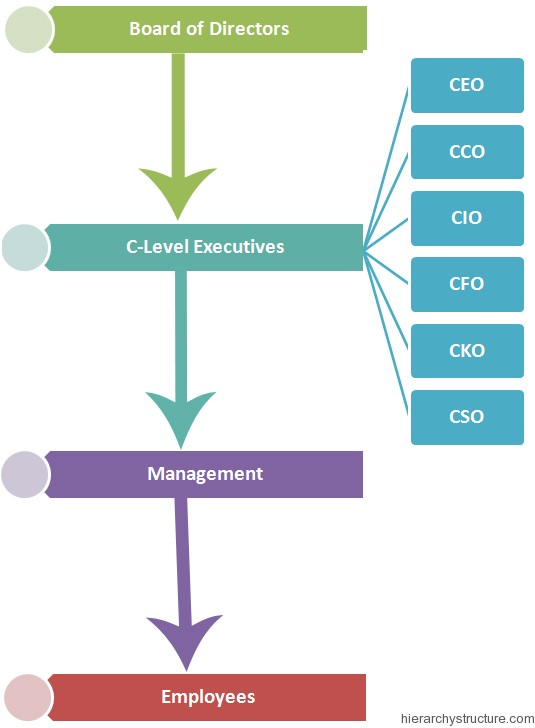 Board of Directors
CEO
CCO
CIO
C-Level Executives
CFO
CKO
CSO
Management
Employees
hierarchystructure.com